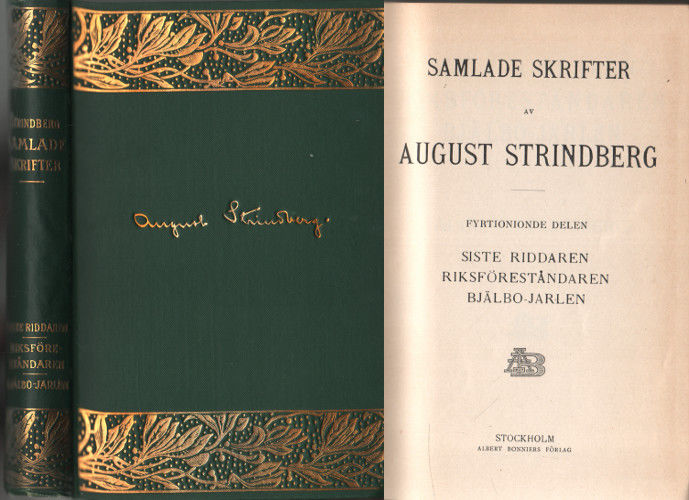 STRINDBERG
SAMLADE
SKRIFTER
SISTE RIDDAREN
RIKSFÖRE-
STÅNDAREN
BJÄLBO-JARLEN
August Strindberg.
SAMLADE SKRIFTER
AV
AUGUST STRINDBERG
FYRTIONIONDE DELEN
SISTE RIDDAREN
RIKSFÖRESTÅNDAREN
BJÄLBO-JARLEN
AB
STOCKHOLM
ALBERT BONNIERS FÖRLAG